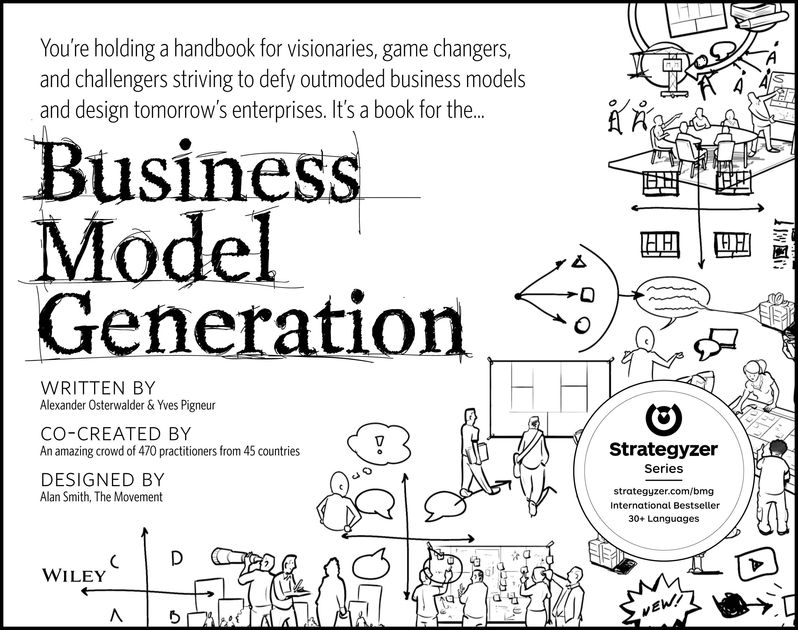 You're holding a handbook for visionaries, game changers,
and challengers striving to defy outmoded business models
and design tomorrow's enterprises. It's a book for the...
Business
Model
Generation
WRITTEN BY
Alexander Osterwalder & Yves Pigneur
CO-CREATED BY
An amazing crowd of 470 practitioners from 45 countries
DESIGNED BY
Alan Smith, The Movement
Strategyzer
Series
strategyzer.com/bmg
International Bestseller
30+ Languages
!
C D
WILEY
A B
NEW!